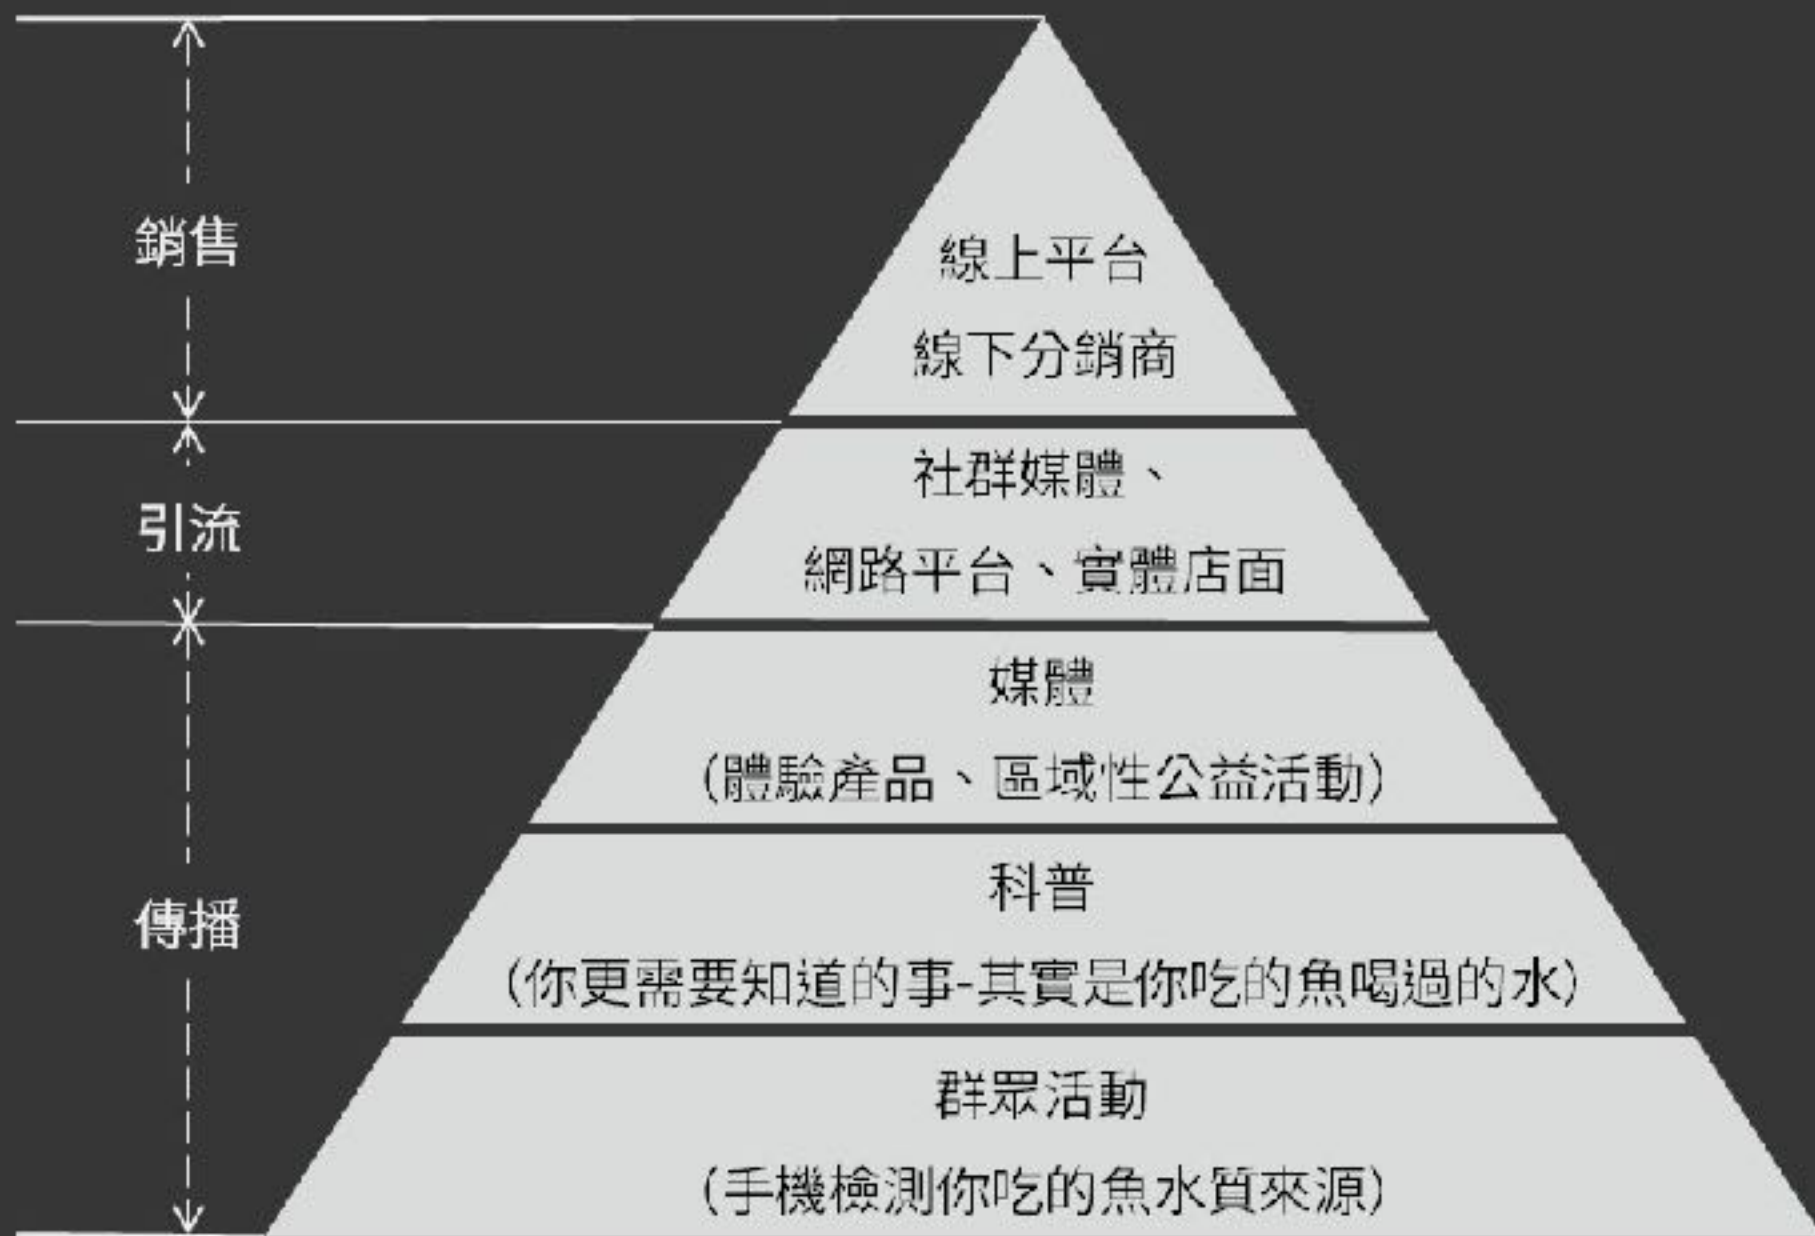 銷售
線上平台
線下分銷商
引流
社群媒體、
網路平台、實體店面
傳播
媒體
(體驗產品、區域性公益活動)
科普
(你更需要知道的事-其實是你吃的魚喝過的水)
群眾活動
(手機檢測你吃的魚水質來源)